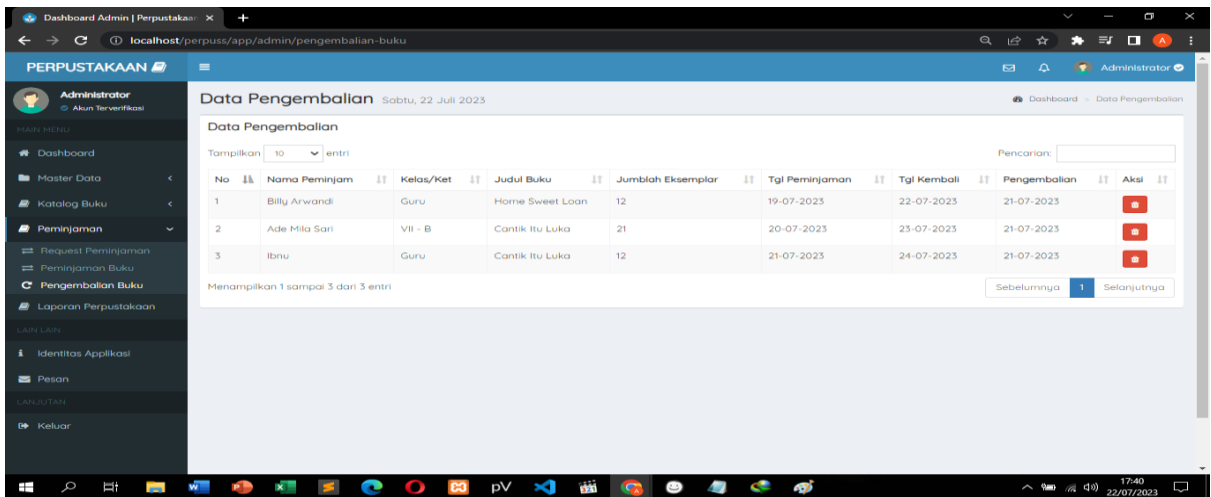 Dashboard Admin | Perpustakaan
localhost/perpuss/app/admin/pengembalian-buku
A
PERPUSTAKAAN
Administrator
Administrator
Akun Terverifikasi
Data Pengembalian Sabtu, 22 Juli 2023
Dashboard > Data Pengembalian
MAIN MENU
Dashboard
Master Data
Katalog Buku
Peminjaman
Request Peminjaman
Peminjaman Buku
Pengembalian Buku
Laporan Perpustakaan
LAIN LAIN
Identitas Applikasi
Pesan
LANJUTAN
Keluar
Data Pengembalian
Tampilkan 10 entri
Pencarian:
No Nama Peminjam Kelas/Ket Judul Buku Jumblah Eksemplar Tgl Peminjaman Tgl Kembali Pengembalian Aksi
1 Billy Arwandi Guru Home Sweet Loan 12 19-07-2023 22-07-2023 21-07-2023
2 Ade Mila Sari VII - B Cantik Itu Luka 21 20-07-2023 23-07-2023 21-07-2023
3 Ibnu Guru Cantik Itu Luka 12 21-07-2023 24-07-2023 21-07-2023
Menampilkan 1 sampai 3 dari 3 entri
Sebelumnya 1 Selanjutnya
17:40
22/07/2023